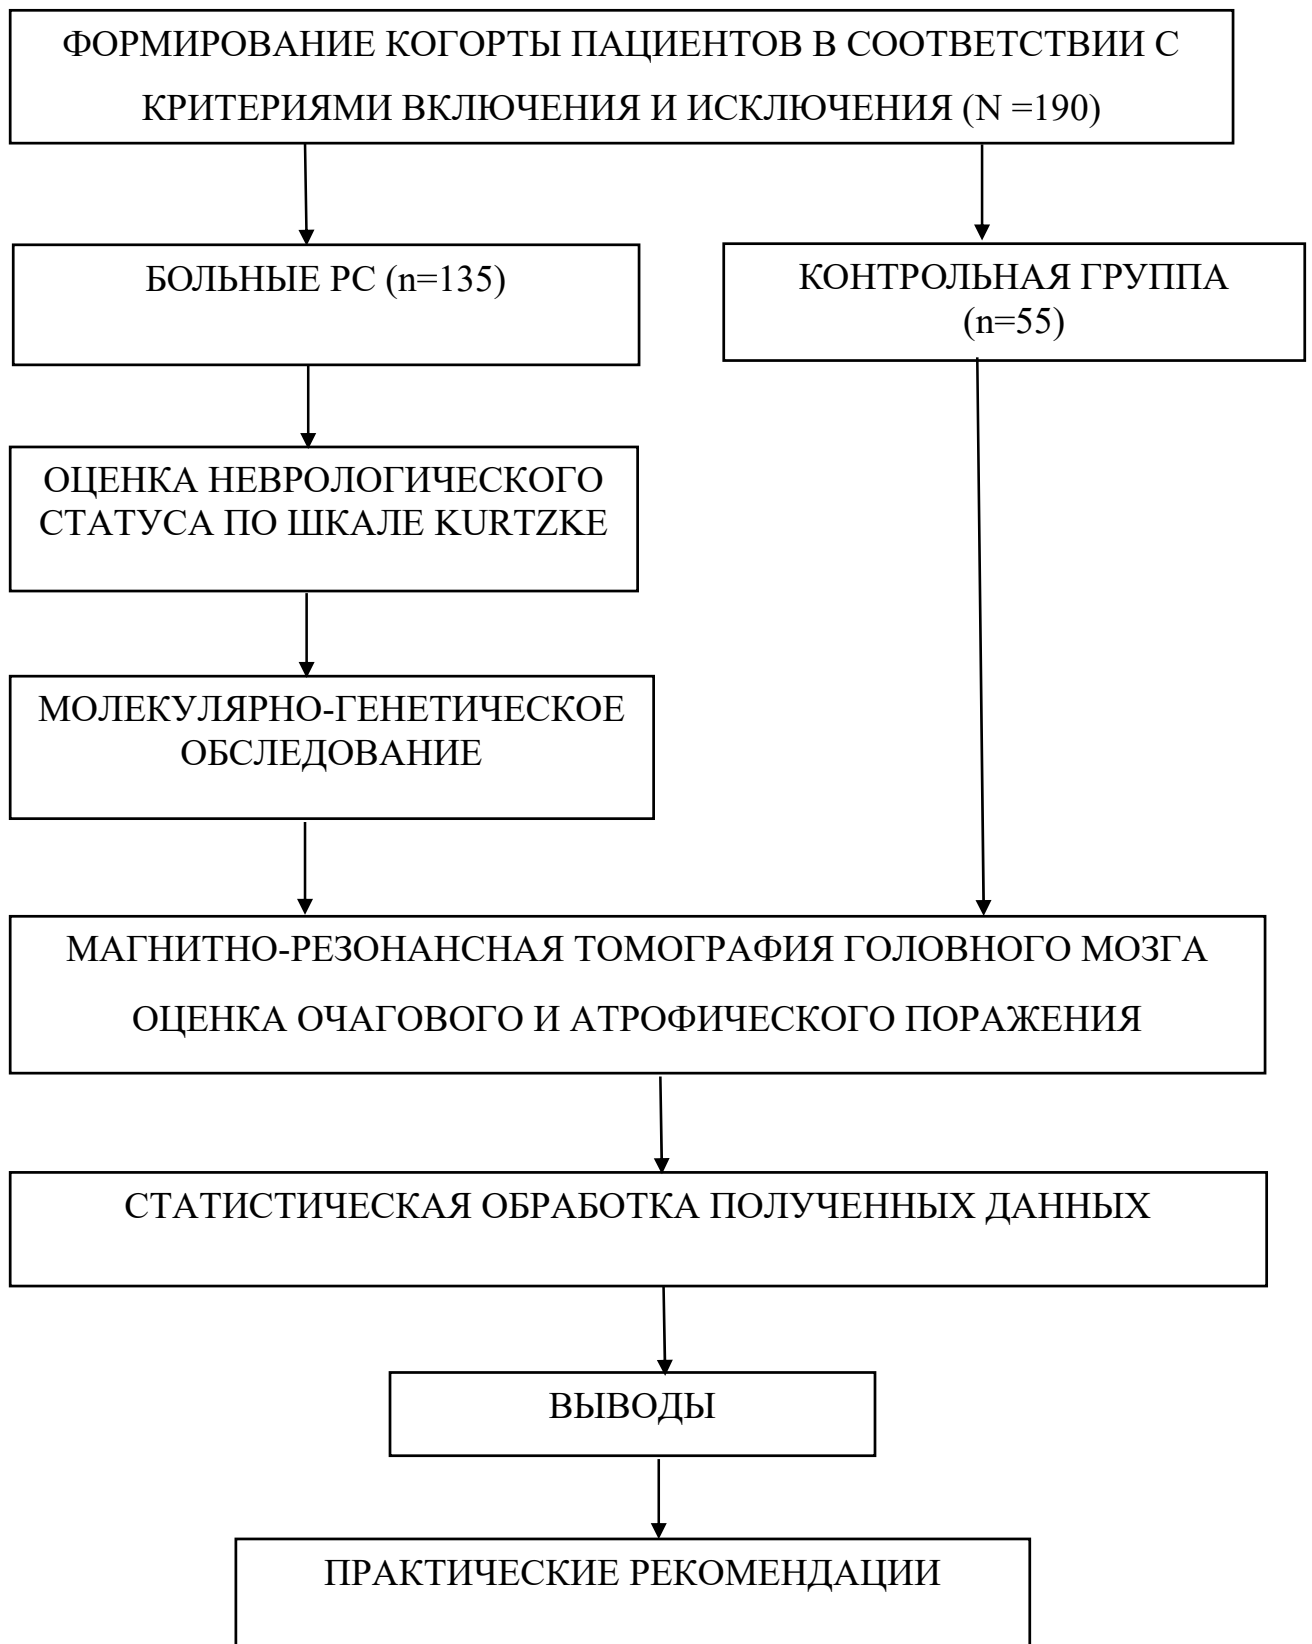 ФОРМИРОВАНИЕ КОГОРТЫ ПАЦИЕНТОВ В СООТВЕТСТВИИ С
КРИТЕРИЯМИ ВКЛЮЧЕНИЯ И ИСКЛЮЧЕНИЯ (N =190)
БОЛЬНЫЕ РС (n=135)
КОНТРОЛЬНАЯ ГРУППА
(n=55)
ОЦЕНКА НЕВРОЛОГИЧЕСКОГО
СТАТУСА ПО ШКАЛЕ KURTZKE
МОЛЕКУЛЯРНО-ГЕНЕТИЧЕСКОЕ
ОБСЛЕДОВАНИЕ
МАГНИТНО-РЕЗОНАНСНАЯ ТОМОГРАФИЯ ГОЛОВНОГО МОЗГА
ОЦЕНКА ОЧАГОВОГО И АТРОФИЧЕСКОГО ПОРАЖЕНИЯ
СТАТИСТИЧЕСКАЯ ОБРАБОТКА ПОЛУЧЕННЫХ ДАННЫХ
ВЫВОДЫ
ПРАКТИЧЕСКИЕ РЕКОМЕНДАЦИИ